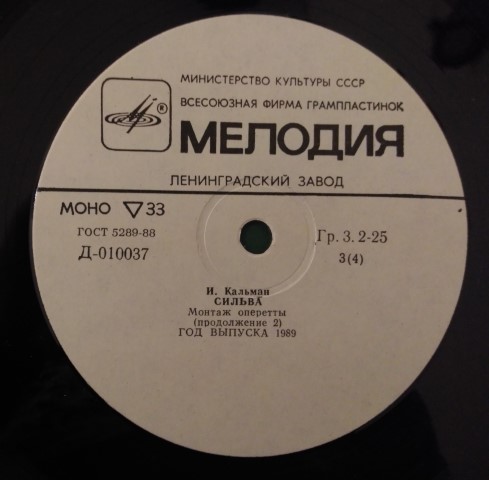 МИНИСТЕРСТВО КУЛЬТУРЫ СССР
ВСЕСОЮЗНАЯ ФИРМА ГРАМПЛАСТИНОК
®
МЕЛОДИЯ
ЛЕНИНГРАДСКИЙ ЗАВОД
МОНО ▽ 33
ГОСТ 5289-88
Д-010037
Гр. 3. 2-25
3(4)
И. Кальман
СИЛЬВА
Монтаж оперетты
(продолжение 2)
ГОД ВЫПУСКА 1989